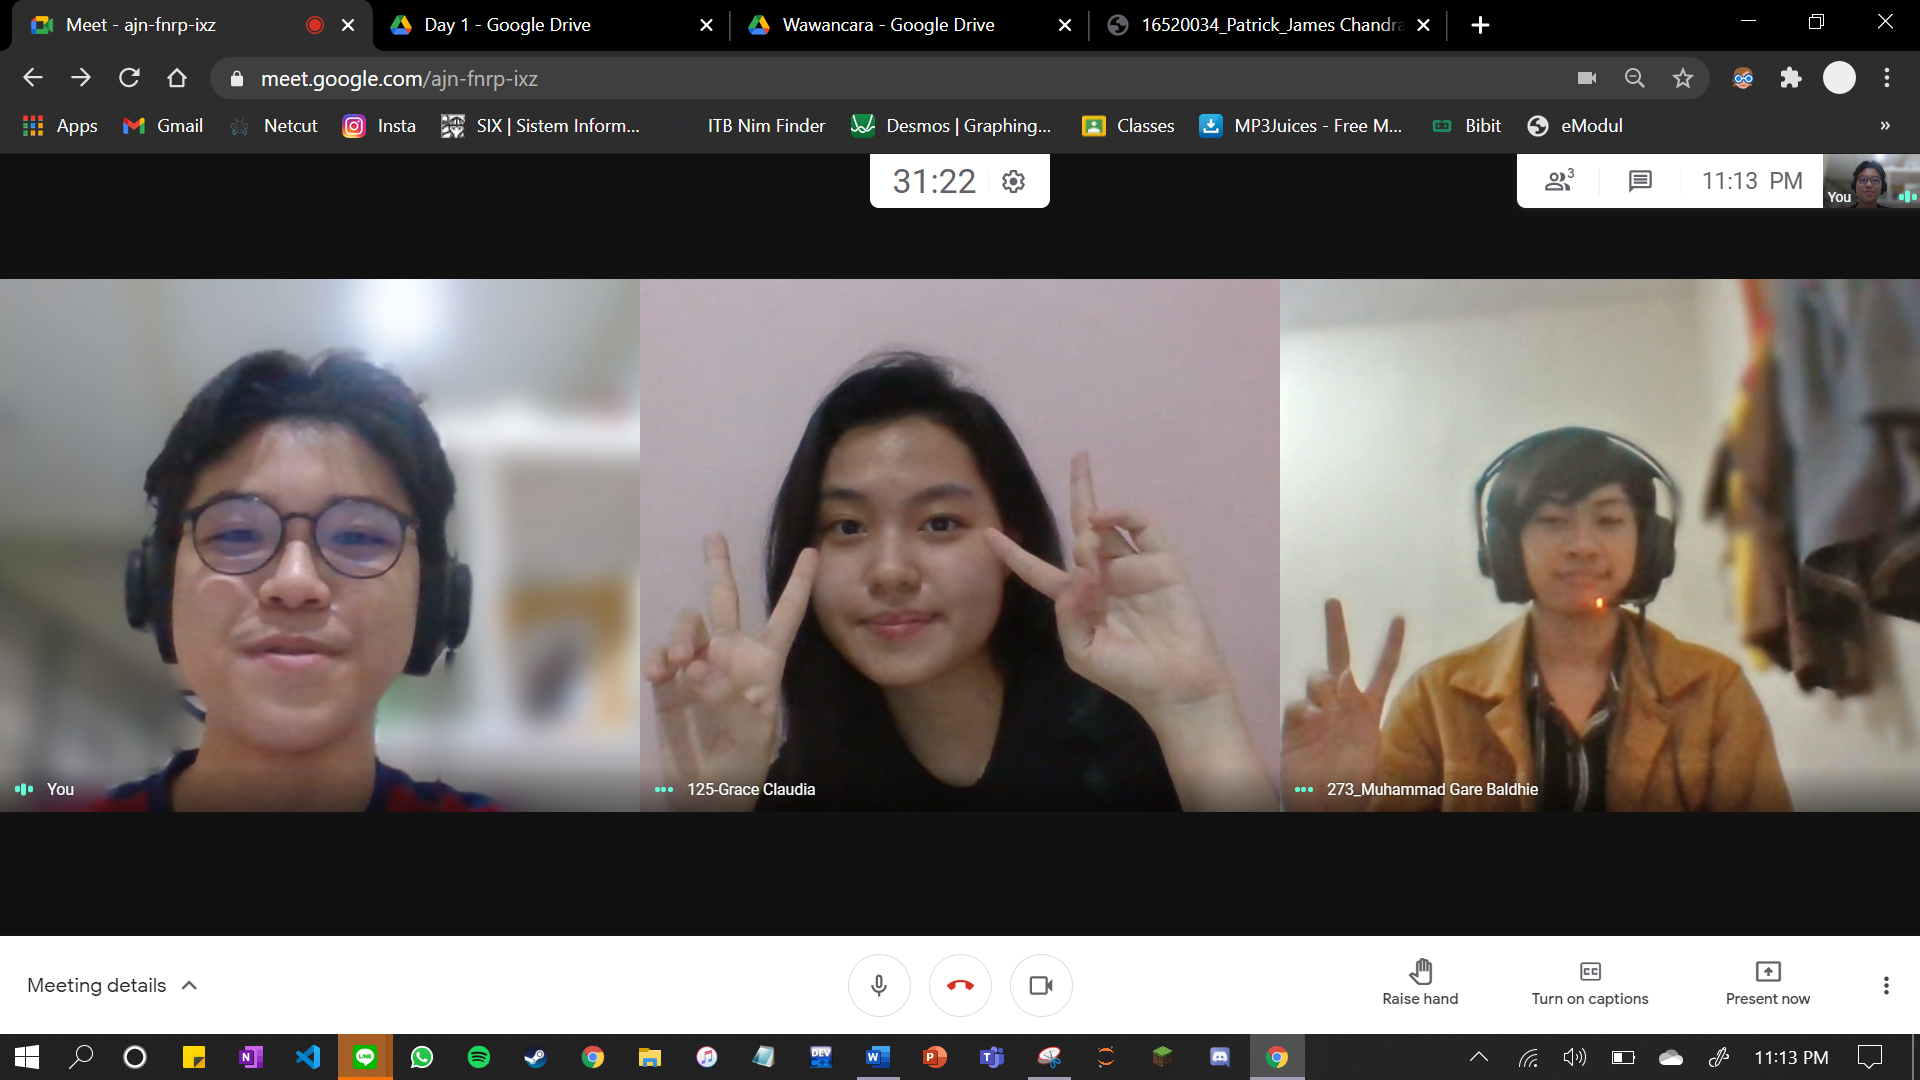 Meet - ajn-fnrp-ixz
Day 1 - Google Drive
Wawancara - Google Drive
16520034_Patrick_James Chandra
meet.google.com/ajn-fnrp-ixz
Apps
Gmail
Netcut
Insta
SIX | Sistem Inform...
ITB Nim Finder
Desmos | Graphing...
Classes
MP3Juices - Free M...
Bibit
eModul
»
31:22
3
11:13 PM
You
You
125-Grace Claudia
273_Muhammad Gare Baldhie
Meeting details
Raise hand
CC
Turn on captions
Present now
N
LINE
DEV
C++
W
P
T
11:13 PM